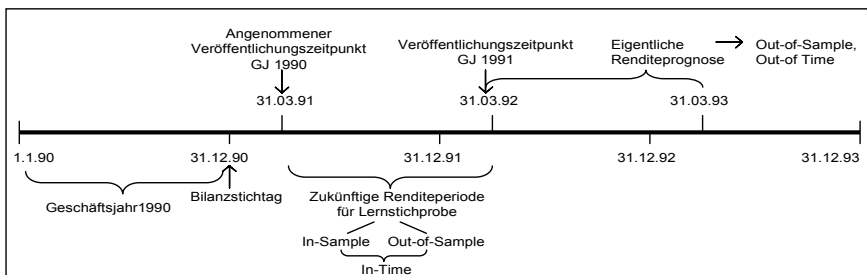 Angenommener
Veröffentlichungszeitpunkt
GJ 1990
Veröffentlichungszeitpunkt
GJ 1991
Eigentliche
Renditeprognose
Out-of-Sample,
Out-of Time
31.03.91
31.03.92
31.03.93
1.1.90
31.12.90
31.12.91
31.12.92
31.12.93
Geschäftsjahr1990
Bilanzstichtag
Zukünftige Renditeperiode
für Lernstichprobe
In-Sample
Out-of-Sample
In-Time